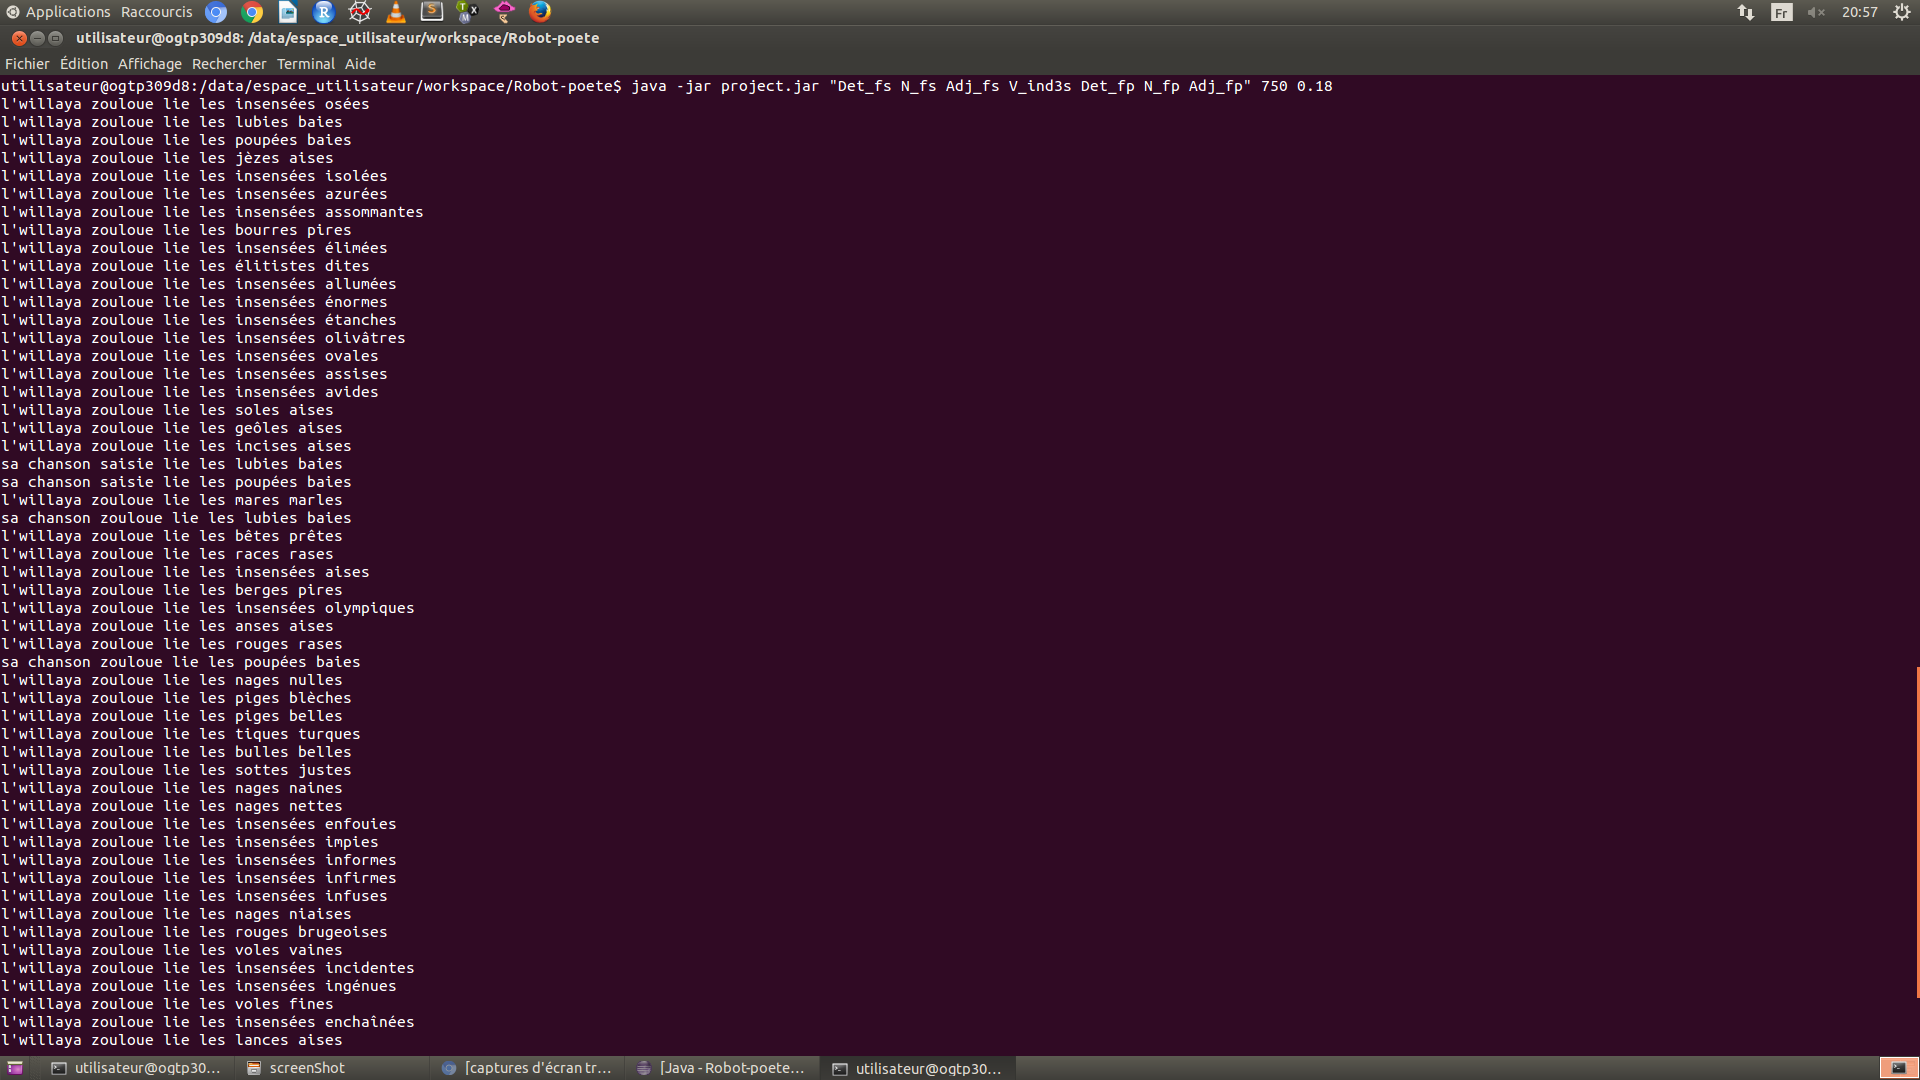 Applications Raccourcis Fr 20:57
utilisateur@ogtp309d8: /data/espace_utilisateur/workspace/Robot-poete
Fichier Édition Affichage Rechercher Terminal Aide
utilisateur@ogtp309d8:/data/espace_utilisateur/workspace/Robot-poete$ java -jar project.jar "Det_fs N_fs Adj_fs V_ind3s Det_fp N_fp Adj_fp" 750 0.18
l'willaya zouloue lie les insensées osées
l'willaya zouloue lie les lubies baies
l'willaya zouloue lie les poupées baies
l'willaya zouloue lie les jèzes aises
l'willaya zouloue lie les insensées isolées
l'willaya zouloue lie les insensées azurées
l'willaya zouloue lie les insensées assommantes
l'willaya zouloue lie les bourres pires
l'willaya zouloue lie les insensées élimées
l'willaya zouloue lie les élitistes dites
l'willaya zouloue lie les insensées allumées
l'willaya zouloue lie les insensées énormes
l'willaya zouloue lie les insensées étanches
l'willaya zouloue lie les insensées olivâtres
l'willaya zouloue lie les insensées ovales
l'willaya zouloue lie les insensées assises
l'willaya zouloue lie les insensées avides
l'willaya zouloue lie les soles aises
l'willaya zouloue lie les geôles aises
l'willaya zouloue lie les incises aises
sa chanson saisie lie les lubies baies
sa chanson saisie lie les poupées baies
l'willaya zouloue lie les mares marles
sa chanson zouloue lie les lubies baies
l'willaya zouloue lie les bêtes prêtes
l'willaya zouloue lie les races rases
l'willaya zouloue lie les insensées aises
l'willaya zouloue lie les berges pires
l'willaya zouloue lie les insensées olympiques
l'willaya zouloue lie les anses aises
l'willaya zouloue lie les rouges rases
sa chanson zouloue lie les poupées baies
l'willaya zouloue lie les nages nulles
l'willaya zouloue lie les piges blèches
l'willaya zouloue lie les piges belles
l'willaya zouloue lie les tiques turques
l'willaya zouloue lie les bulles belles
l'willaya zouloue lie les sottes justes
l'willaya zouloue lie les nages naines
l'willaya zouloue lie les nages nettes
l'willaya zouloue lie les insensées enfouies
l'willaya zouloue lie les insensées impies
l'willaya zouloue lie les insensées informes
l'willaya zouloue lie les insensées infirmes
l'willaya zouloue lie les insensées infuses
l'willaya zouloue lie les nages niaises
l'willaya zouloue lie les rouges brugeoises
l'willaya zouloue lie les voles vaines
l'willaya zouloue lie les insensées incidentes
l'willaya zouloue lie les insensées ingénues
l'willaya zouloue lie les voles fines
l'willaya zouloue lie les insensées enchaînées
l'willaya zouloue lie les lances aises
utilisateur@ogtp30... screenShot [captures d'écran tr... [Java - Robot-poete... utilisateur@ogtp30...